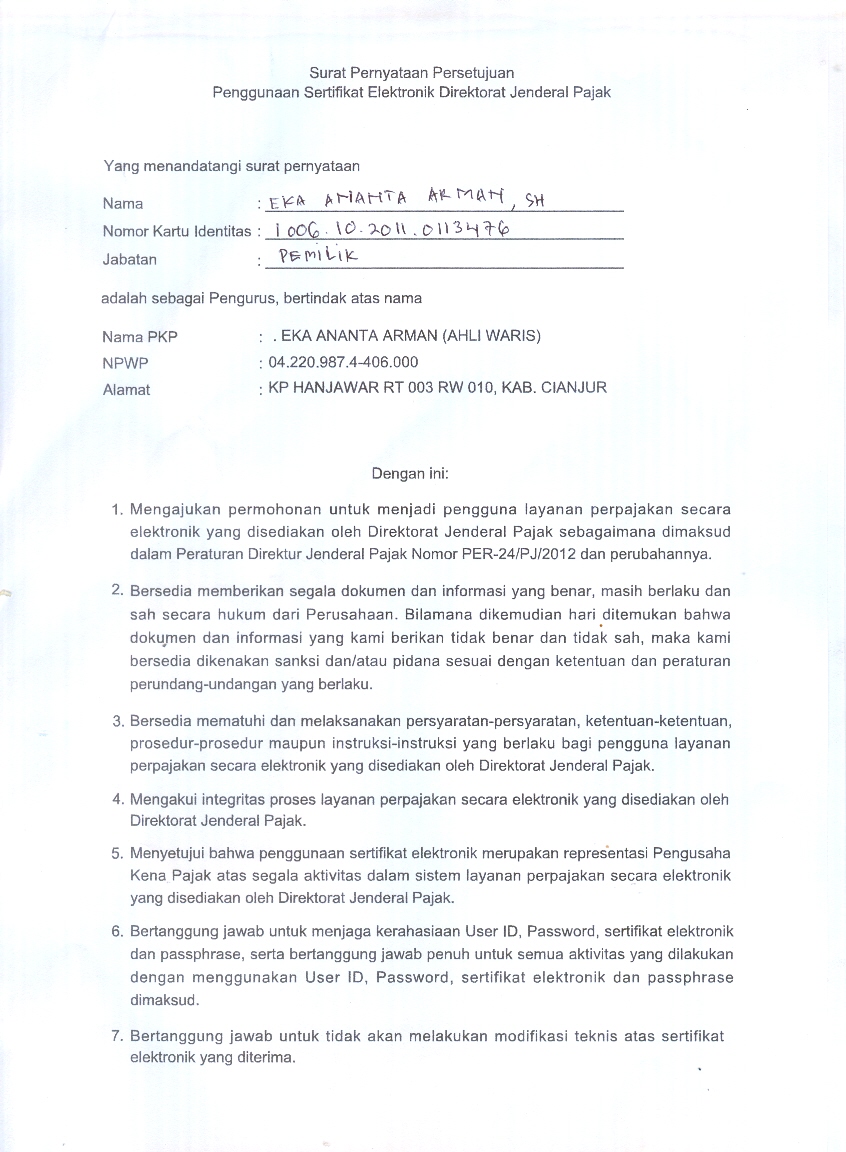 Surat Pernyataan Persetujuan
Penggunaan Sertifikat Elektronik Direktorat Jenderal Pajak
Yang menandatangi surat pernyataan
Nama : EKA ANANTA ARMAN, SH
Nomor Kartu Identitas : 1006.10.2011.0113476
Jabatan : PEMILIK
adalah sebagai Pengurus, bertindak atas nama
Nama PKP : . EKA ANANTA ARMAN (AHLI WARIS)
NPWP : 04.220.987.4-406.000
Alamat : KP HANJAWAR RT 003 RW 010, KAB. CIANJUR
Dengan ini:
1. Mengajukan permohonan untuk menjadi pengguna layanan perpajakan secara
elektronik yang disediakan oleh Direktorat Jenderal Pajak sebagaimana dimaksud
dalam Peraturan Direktur Jenderal Pajak Nomor PER-24/PJ/2012 dan perubahannya.
2. Bersedia memberikan segala dokumen dan informasi yang benar, masih berlaku dan
sah secara hukum dari Perusahaan. Bilamana dikemudian hari ditemukan bahwa
dokumen dan informasi yang kami berikan tidak benar dan tidak sah, maka kami
bersedia dikenakan sanksi dan/atau pidana sesuai dengan ketentuan dan peraturan
perundang-undangan yang berlaku.
3. Bersedia mematuhi dan melaksanakan persyaratan-persyaratan, ketentuan-ketentuan,
prosedur-prosedur maupun instruksi-instruksi yang berlaku bagi pengguna layanan
perpajakan secara elektronik yang disediakan oleh Direktorat Jenderal Pajak.
4. Mengakui integritas proses layanan perpajakan secara elektronik yang disediakan oleh
Direktorat Jenderal Pajak.
5. Menyetujui bahwa penggunaan sertifikat elektronik merupakan representasi Pengusaha
Kena Pajak atas segala aktivitas dalam sistem layanan perpajakan secara elektronik
yang disediakan oleh Direktorat Jenderal Pajak.
6. Bertanggung jawab untuk menjaga kerahasiaan User ID, Password, sertifikat elektronik
dan passphrase, serta bertanggung jawab penuh untuk semua aktivitas yang dilakukan
dengan menggunakan User ID, Password, sertifikat elektronik dan passphrase
dimaksud.
7. Bertanggung jawab untuk tidak akan melakukan modifikasi teknis atas sertifikat
elektronik yang diterima.